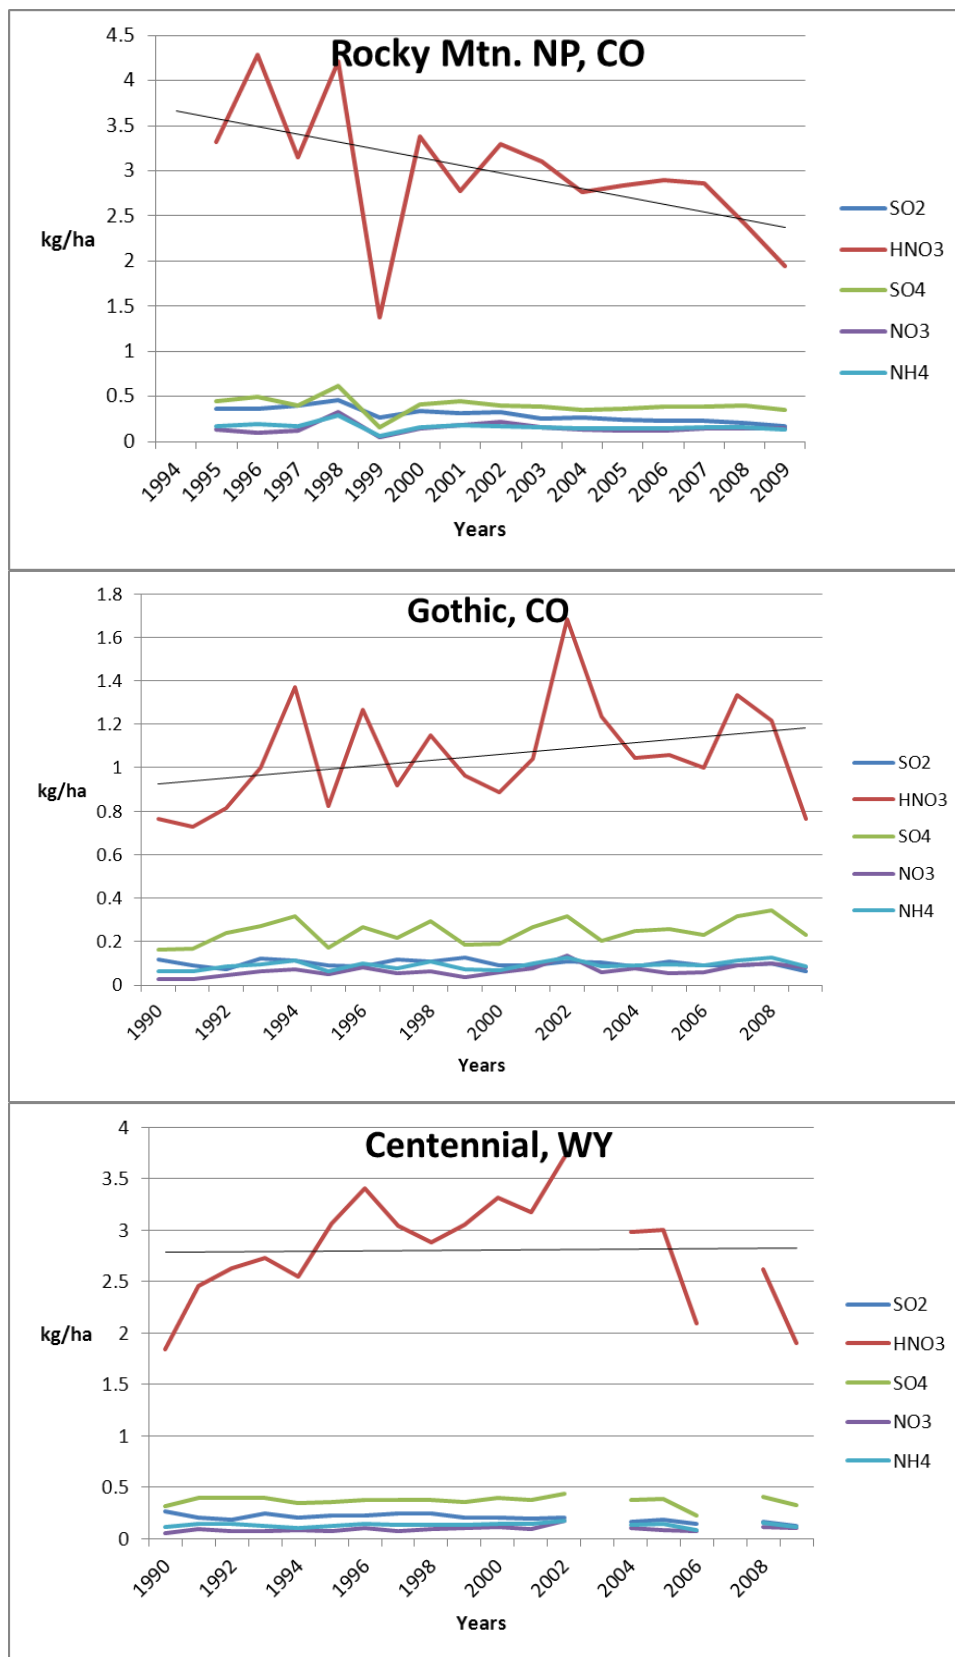 Rocky Mtn. NP, CO
4.5
4
3.5
3
2.5
2
1.5
1
0.5
0
kg/ha
1994
1995
1996
1997
1998
1999
2000
2001
2002
2003
2004
2005
2006
2007
2008
2009
Years
SO2
HNO3
SO4
NO3
NH4
Gothic, CO
1.8
1.6
1.4
1.2
1
0.8
0.6
0.4
0.2
0
kg/ha
1990
1992
1994
1996
1998
2000
2002
2004
2006
2008
Years
SO2
HNO3
SO4
NO3
NH4
Centennial, WY
4
3.5
3
2.5
2
1.5
1
0.5
0
kg/ha
1990
1992
1994
1996
1998
2000
2002
2004
2006
2008
Years
SO2
HNO3
SO4
NO3
NH4